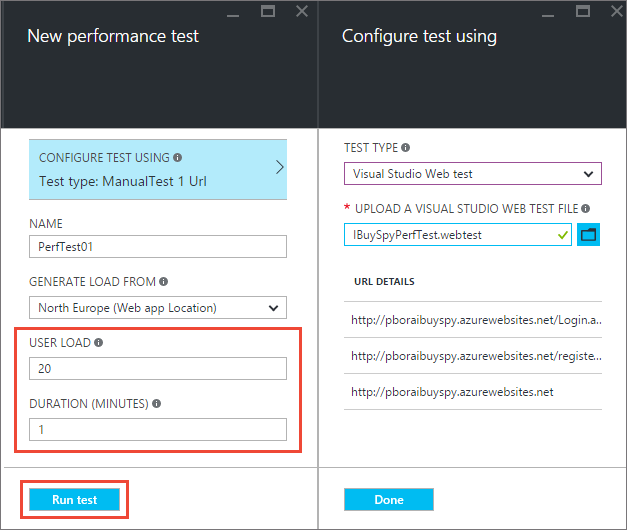 New performance test
CONFIGURE TEST USING
Test type: ManualTest 1 Url
NAME
PerfTest01
GENERATE LOAD FROM
North Europe (Web app Location)
USER LOAD
20
DURATION (MINUTES)
1
Run test
Configure test using
TEST TYPE
Visual Studio Web test
* UPLOAD A VISUAL STUDIO WEB TEST FILE
IBuySpyPerfTest.webtest
URL DETAILS
http://pboraibuyspy.azurewebsites.net/Login.a...
http://pboraibuyspy.azurewebsites.net/registe...
http://pboraibuyspy.azurewebsites.net
Done